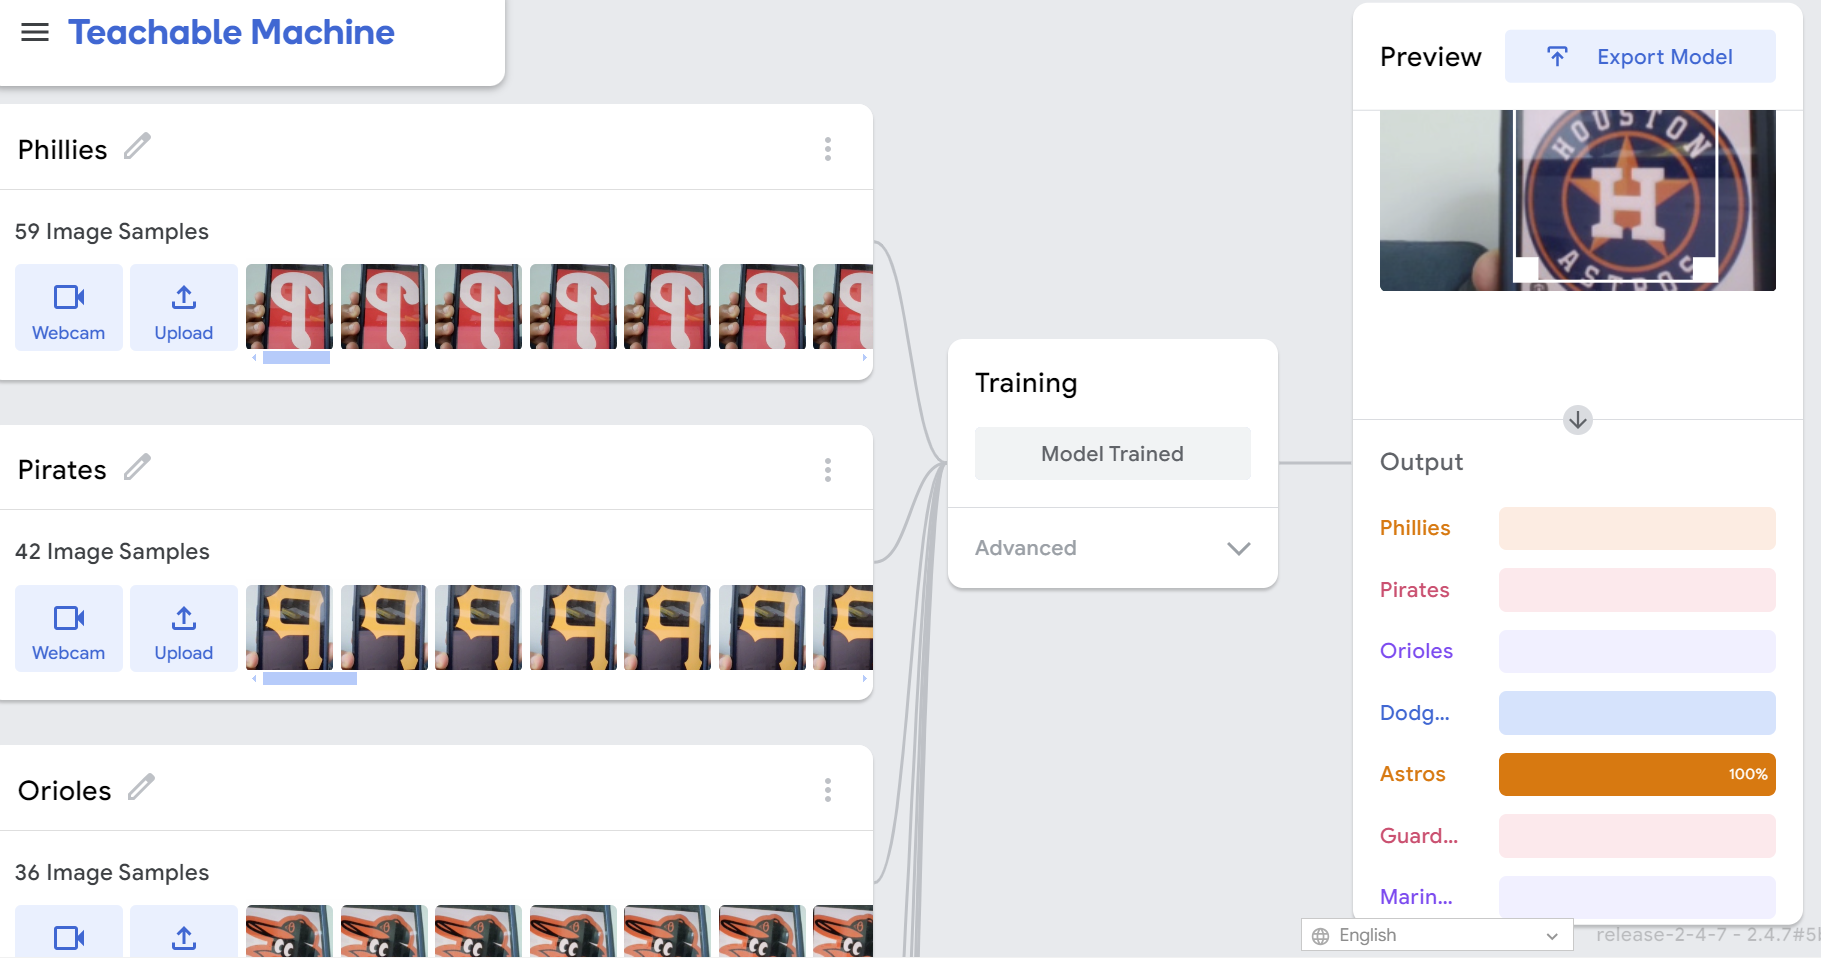 Teachable Machine
Phillies
59 Image Samples
Webcam
Upload
Pirates
42 Image Samples
Webcam
Upload
Orioles
36 Image Samples
Training
Model Trained
Advanced
Preview
Export Model
HOUSTON
H
ASTROS
Output
Phillies
Pirates
Orioles
Dodg...
Astros
100%
Guard...
Marin...
English
release-2-4-7 - 2.4.7#5